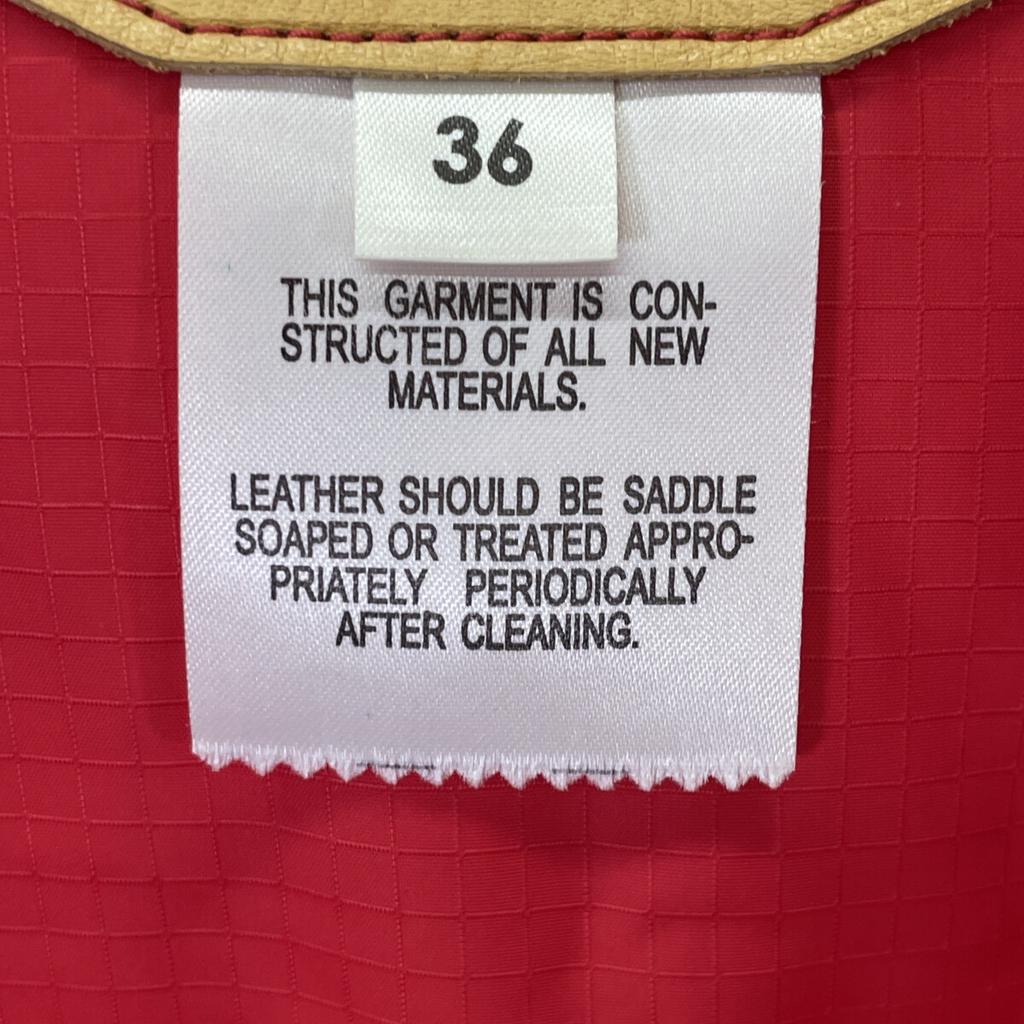 36
THIS GARMENT IS CON-
STRUCTED OF ALL NEW
MATERIALS.
LEATHER SHOULD BE SADDLE
SOAPED OR TREATED APPRO-
PRIATELY PERIODICALLY
AFTER CLEANING.